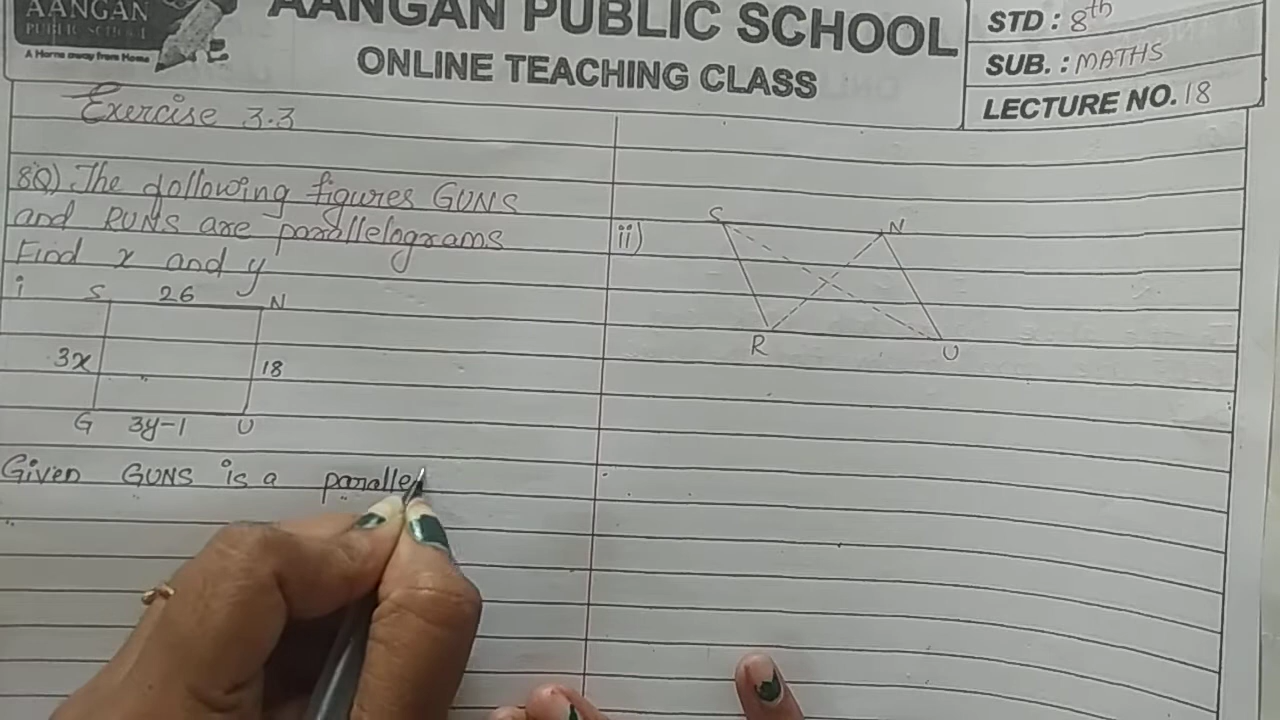 AANGAN
PUBLIC SCHOOL
A Home away from Home
AANGAN PUBLIC SCHOOL
ONLINE TEACHING CLASS
STD : 8th
SUB. : MATHS
LECTURE NO. 18
Exercise 3.3
8Q) The following figures GUNS
and RUNS are parallelograms
Find x and y
i
S 26 N
3x 18
G 3y-1 U
Given GUNS is a paralle
ii)
S N
R U